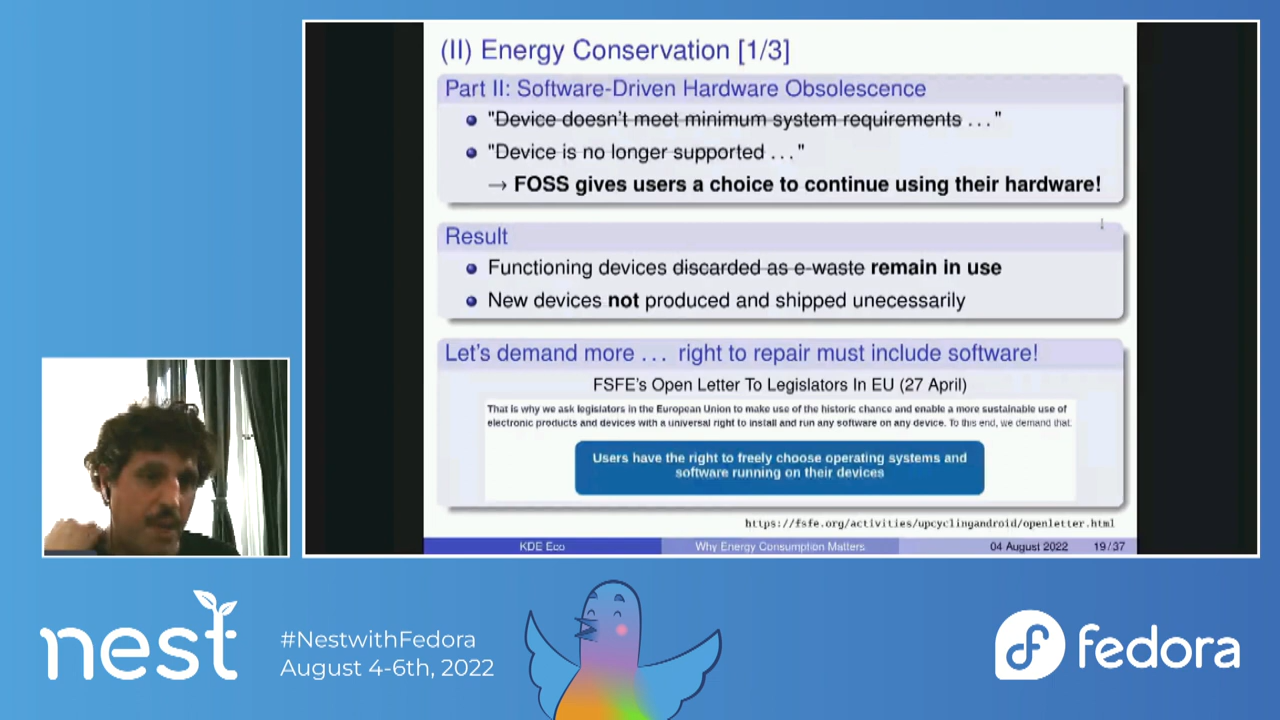 (II) Energy Conservation [1/3]
Part II: Software-Driven Hardware Obsolescence
"Device doesn't meet minimum system requirements ..."
"Device is no longer supported ..."
→ FOSS gives users a choice to continue using their hardware!
Result
Functioning devices discarded as e-waste remain in use
New devices not produced and shipped unecessarily
Let's demand more ... right to repair must include software!
FSFE's Open Letter To Legislators In EU (27 April)
That is why we ask legislators in the European Union to make use of the historic chance and enable a more sustainable use of
electronic products and devices with a universal right to install and run any software on any device. To this end, we demand that:
Users have the right to freely choose operating systems and
software running on their devices
https://fsfe.org/activities/upcyclingandroid/openletter.html
KDE Eco Why Energy Consumption Matters 04 August 2022 19/37
nest
#NestwithFedora
August 4-6th, 2022
fedora